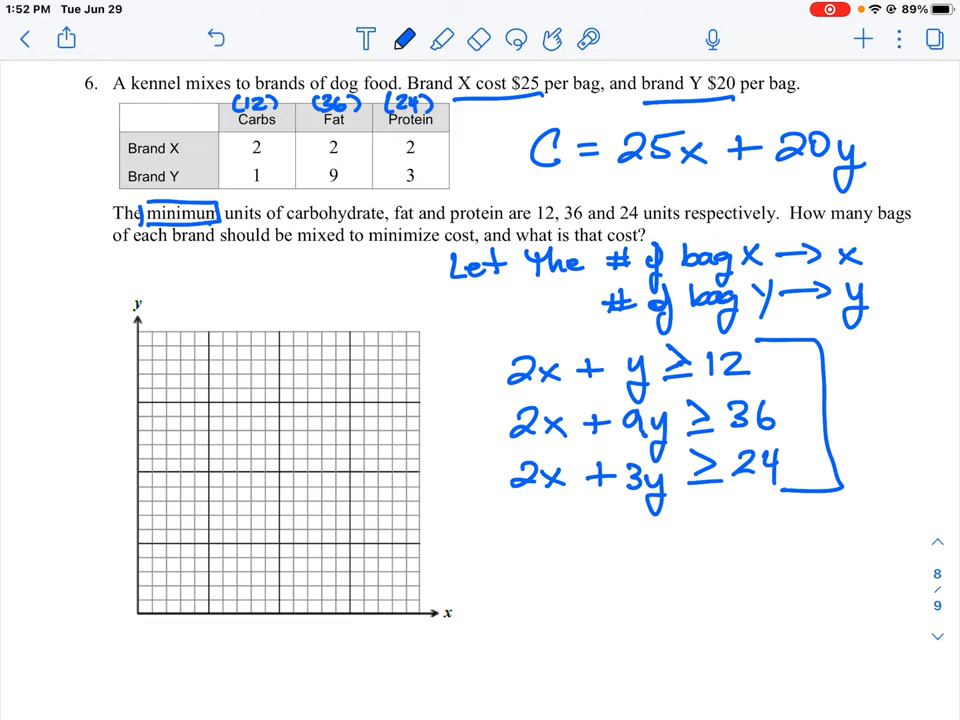 1:52 PM Tue Jun 29
89%
T
6. A kennel mixes to brands of dog food. Brand X cost $25 per bag, and brand Y $20 per bag.
(12) (36) (24)
Carbs Fat Protein
Brand X 2 2 2
Brand Y 1 9 3
C = 25x + 20y
The minimum units of carbohydrate, fat and protein are 12, 36 and 24 units respectively. How many bags
of each brand should be mixed to minimize cost, and what is that cost?
Let the # of bag X → x
# of bag Y → y
y
2x + y ≥ 12
2x + 9y ≥ 36
2x + 3y ≥ 24
x
8
/
9